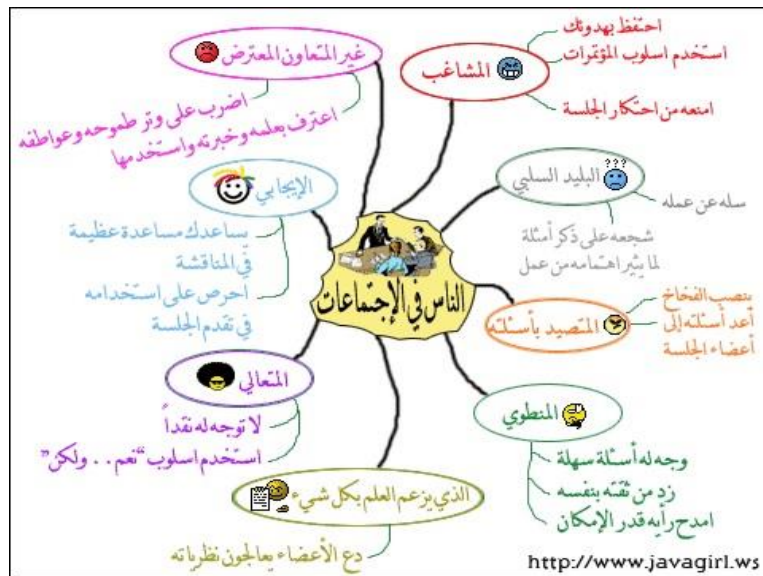 الناس في الإجتماعات
المشاغب
احتفظ بهدوئك
استخدم اسلوب المؤتمرات
امنعه من احتكار الجلسة
???
البليد السلبي
سله عن عمله
شجعه على ذكر أمثلة
لما يثير اهتمامه من عمل
المتصيد بأسئلته
ينصب الفخاخ
أعد أسئلته إلى
أعضاء الجلسة
المنطوي
وجه له أسئلة سهلة
زد من ثقته بنفسه
امدح رأيه قدر الإمكان
الذي يزعم العلم بكل شيء
دع الأعضاء يعالجون نظرياته
المتعالي
لا توجه له نقداً
استخدم اسلوب "نعم . . ولكن"
الإيجابي
يساعدك مساعدة عظيمة
في المناقشة
احرص على استخدامه
في تقدم الجلسة
غير المتعاون المعترض
اضرب على وتر طموحه وعواطفه
اعترف بعلمه وخبرته واستخدمها
http://www.javagirl.ws